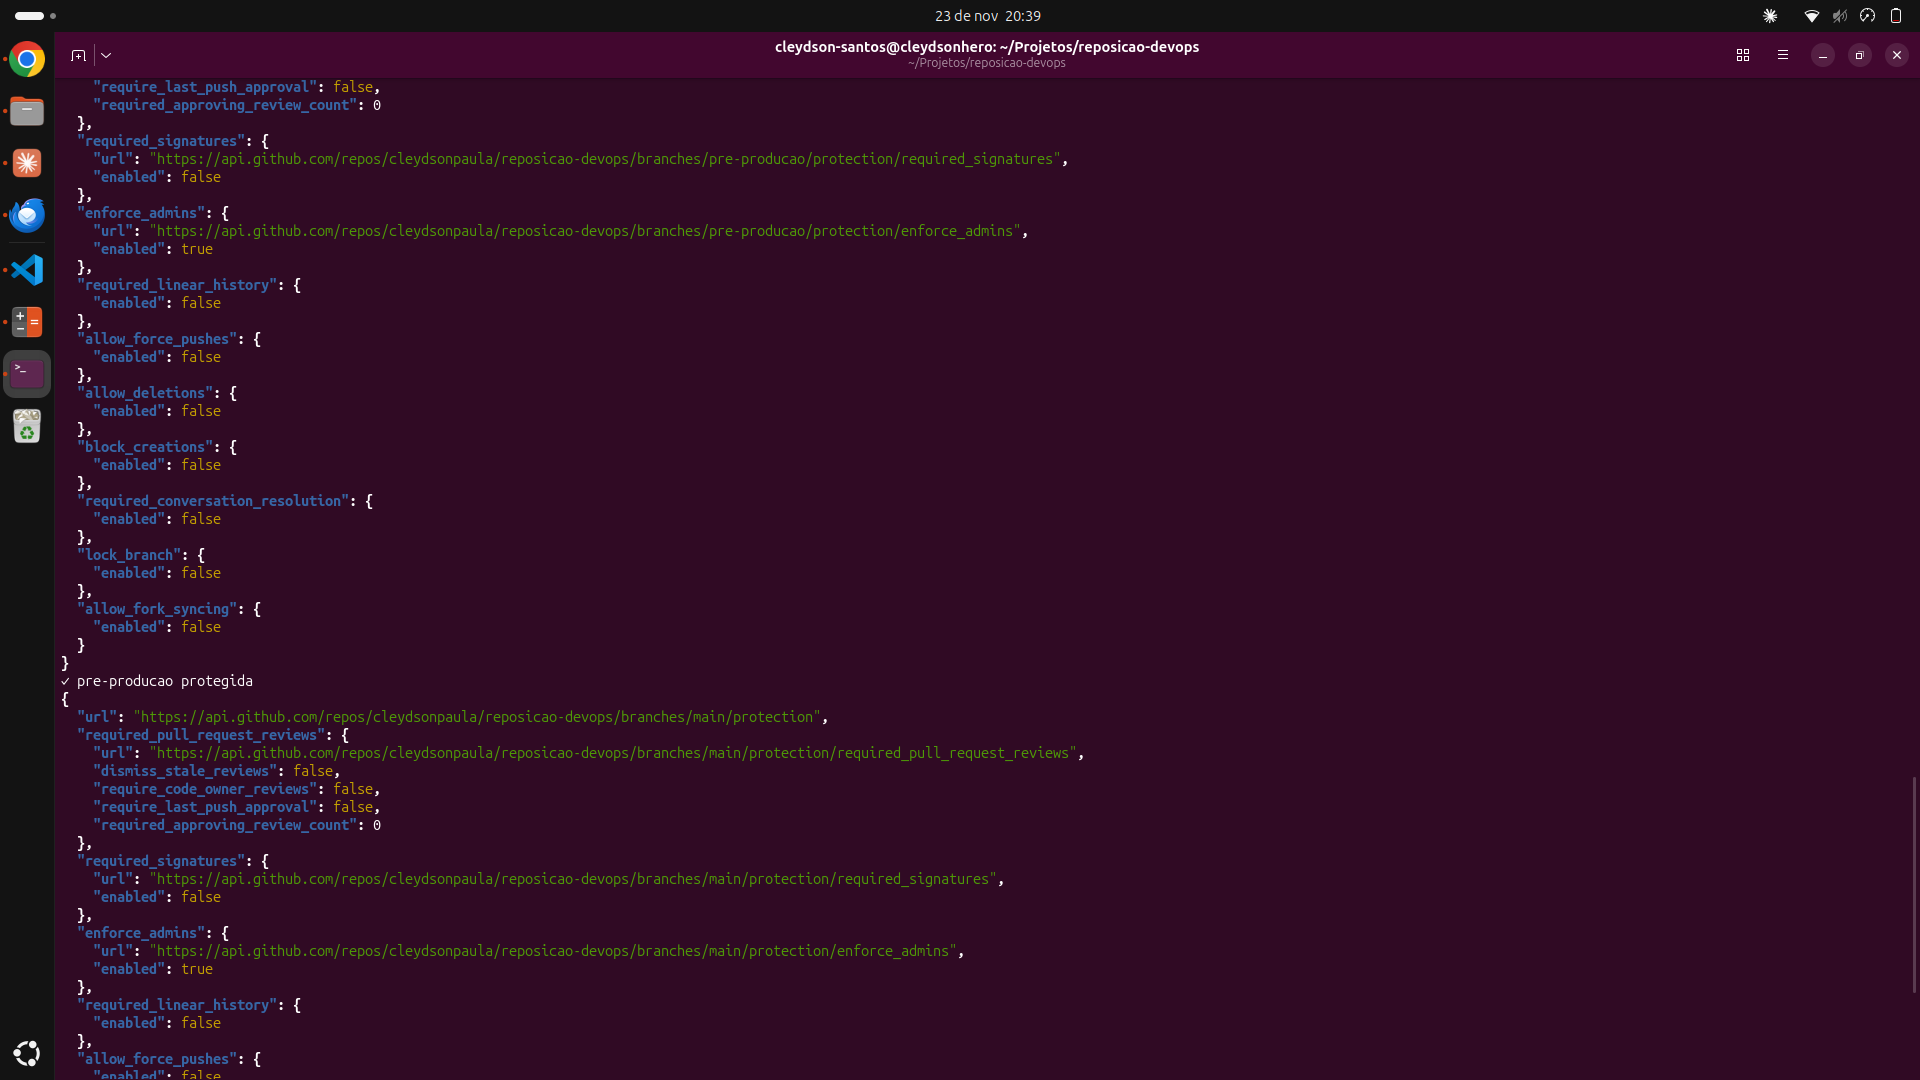 23 de nov 20:39
cleydson-santos@cleydsonhero: ~/Projetos/reposicao-devops
~/Projetos/reposicao-devops
    "require_last_push_approval": false,
    "required_approving_review_count": 0
  },
  "required_signatures": {
    "url": "https://api.github.com/repos/cleydsonpaula/reposicao-devops/branches/pre-producao/protection/required_signatures",
    "enabled": false
  },
  "enforce_admins": {
    "url": "https://api.github.com/repos/cleydsonpaula/reposicao-devops/branches/pre-producao/protection/enforce_admins",
    "enabled": true
  },
  "required_linear_history": {
    "enabled": false
  },
  "allow_force_pushes": {
    "enabled": false
  },
  "allow_deletions": {
    "enabled": false
  },
  "block_creations": {
    "enabled": false
  },
  "required_conversation_resolution": {
    "enabled": false
  },
  "lock_branch": {
    "enabled": false
  },
  "allow_fork_syncing": {
    "enabled": false
  }
}
✓ pre-producao protegida
{
  "url": "https://api.github.com/repos/cleydsonpaula/reposicao-devops/branches/main/protection",
  "required_pull_request_reviews": {
    "url": "https://api.github.com/repos/cleydsonpaula/reposicao-devops/branches/main/protection/required_pull_request_reviews",
    "dismiss_stale_reviews": false,
    "require_code_owner_reviews": false,
    "require_last_push_approval": false,
    "required_approving_review_count": 0
  },
  "required_signatures": {
    "url": "https://api.github.com/repos/cleydsonpaula/reposicao-devops/branches/main/protection/required_signatures",
    "enabled": false
  },
  "enforce_admins": {
    "url": "https://api.github.com/repos/cleydsonpaula/reposicao-devops/branches/main/protection/enforce_admins",
    "enabled": true
  },
  "required_linear_history": {
    "enabled": false
  },
  "allow_force_pushes": {
    "enabled": false